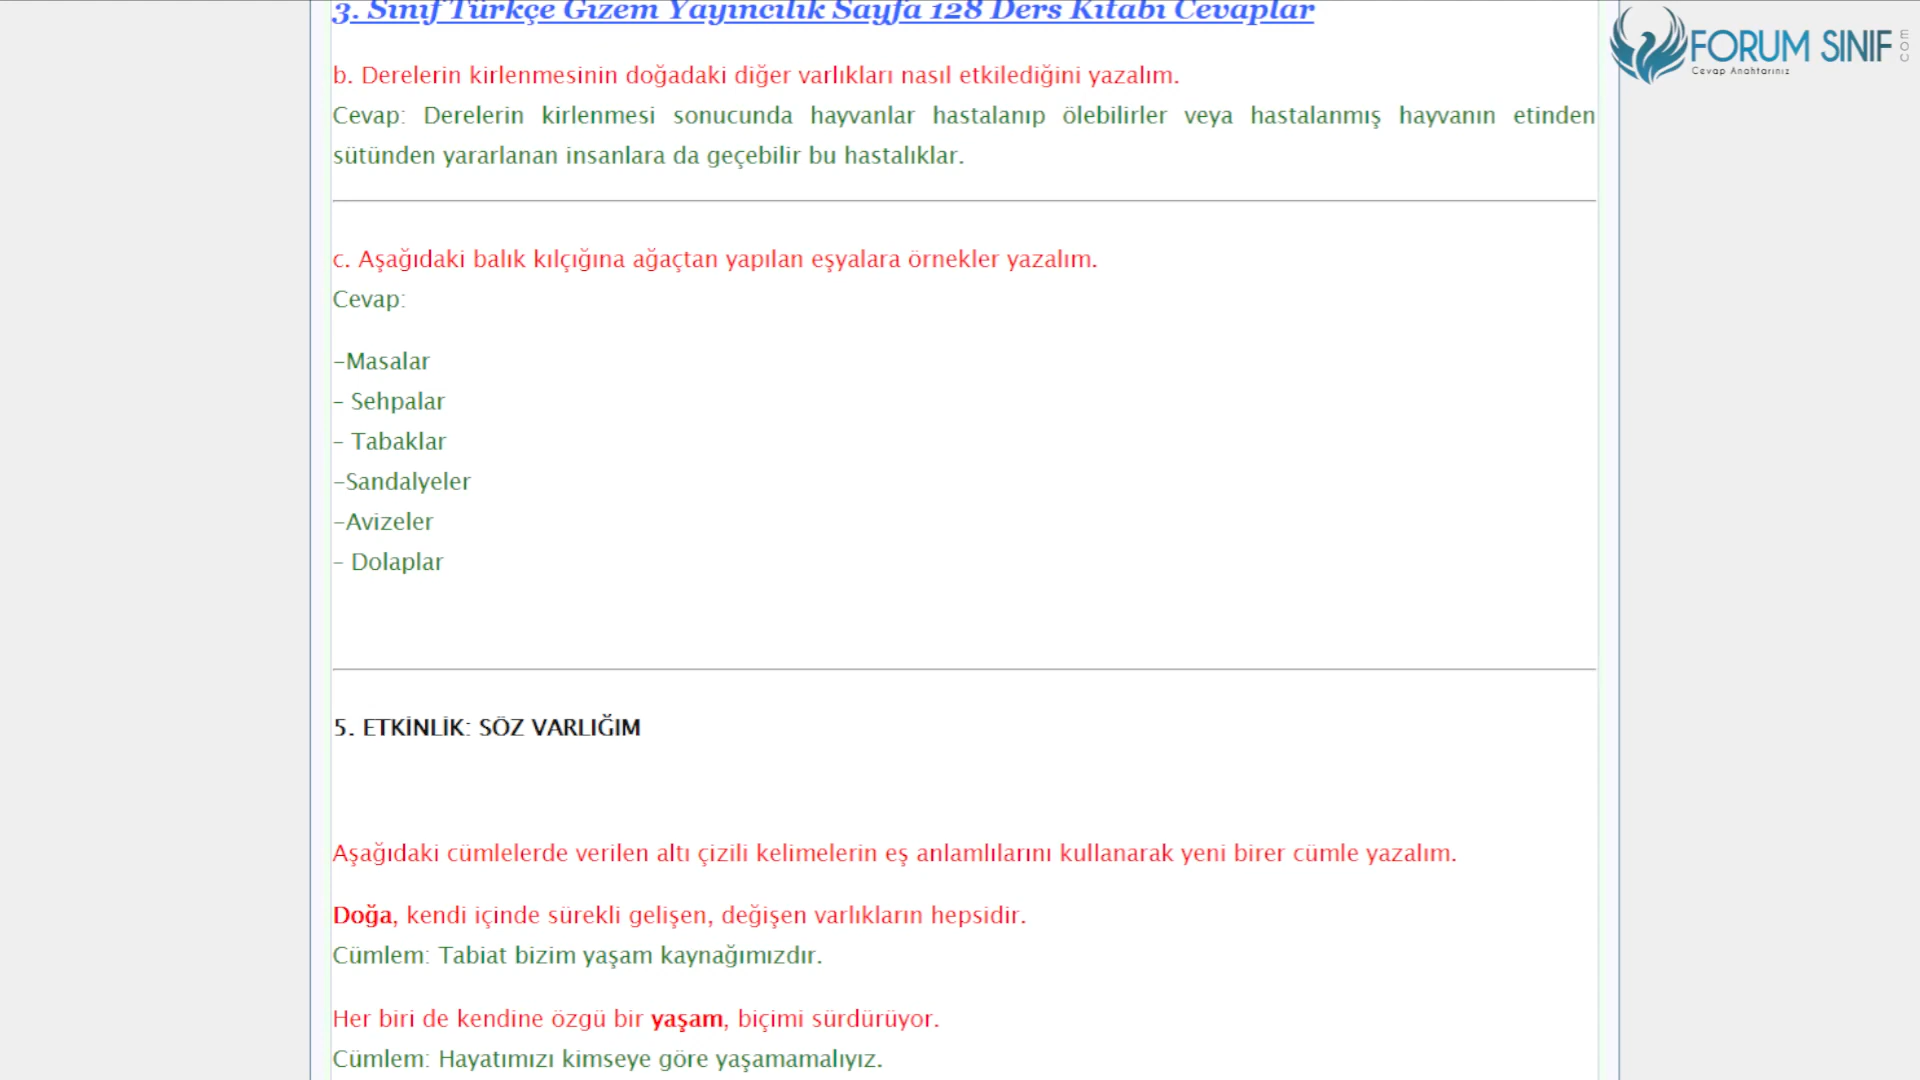 3. Sınıf Türkçe Gizem Yayıncılık Sayfa 128 Ders Kitabı Cevaplar
FORUM SINIF
com
Cevap Anahtarınız
b. Derelerin kirlenmesinin doğadaki diğer varlıkları nasıl etkilediğini yazalım.
Cevap: Derelerin kirlenmesi sonucunda hayvanlar hastalanıp ölebilirler veya hastalanmış hayvanın etinden
sütünden yararlanan insanlara da geçebilir bu hastalıklar.
c. Aşağıdaki balık kılçığına ağaçtan yapılan eşyalara örnekler yazalım.
Cevap:
–Masalar
– Sehpalar
– Tabaklar
–Sandalyeler
–Avizeler
– Dolaplar
5. ETKİNLİK: SÖZ VARLIĞIM
Aşağıdaki cümlelerde verilen altı çizili kelimelerin eş anlamlılarını kullanarak yeni birer cümle yazalım.
Doğa, kendi içinde sürekli gelişen, değişen varlıkların hepsidir.
Cümlem: Tabiat bizim yaşam kaynağımızdır.
Her biri de kendine özgü bir yaşam, biçimi sürdürüyor.
Cümlem: Hayatımızı kimseye göre yaşamamalıyız.